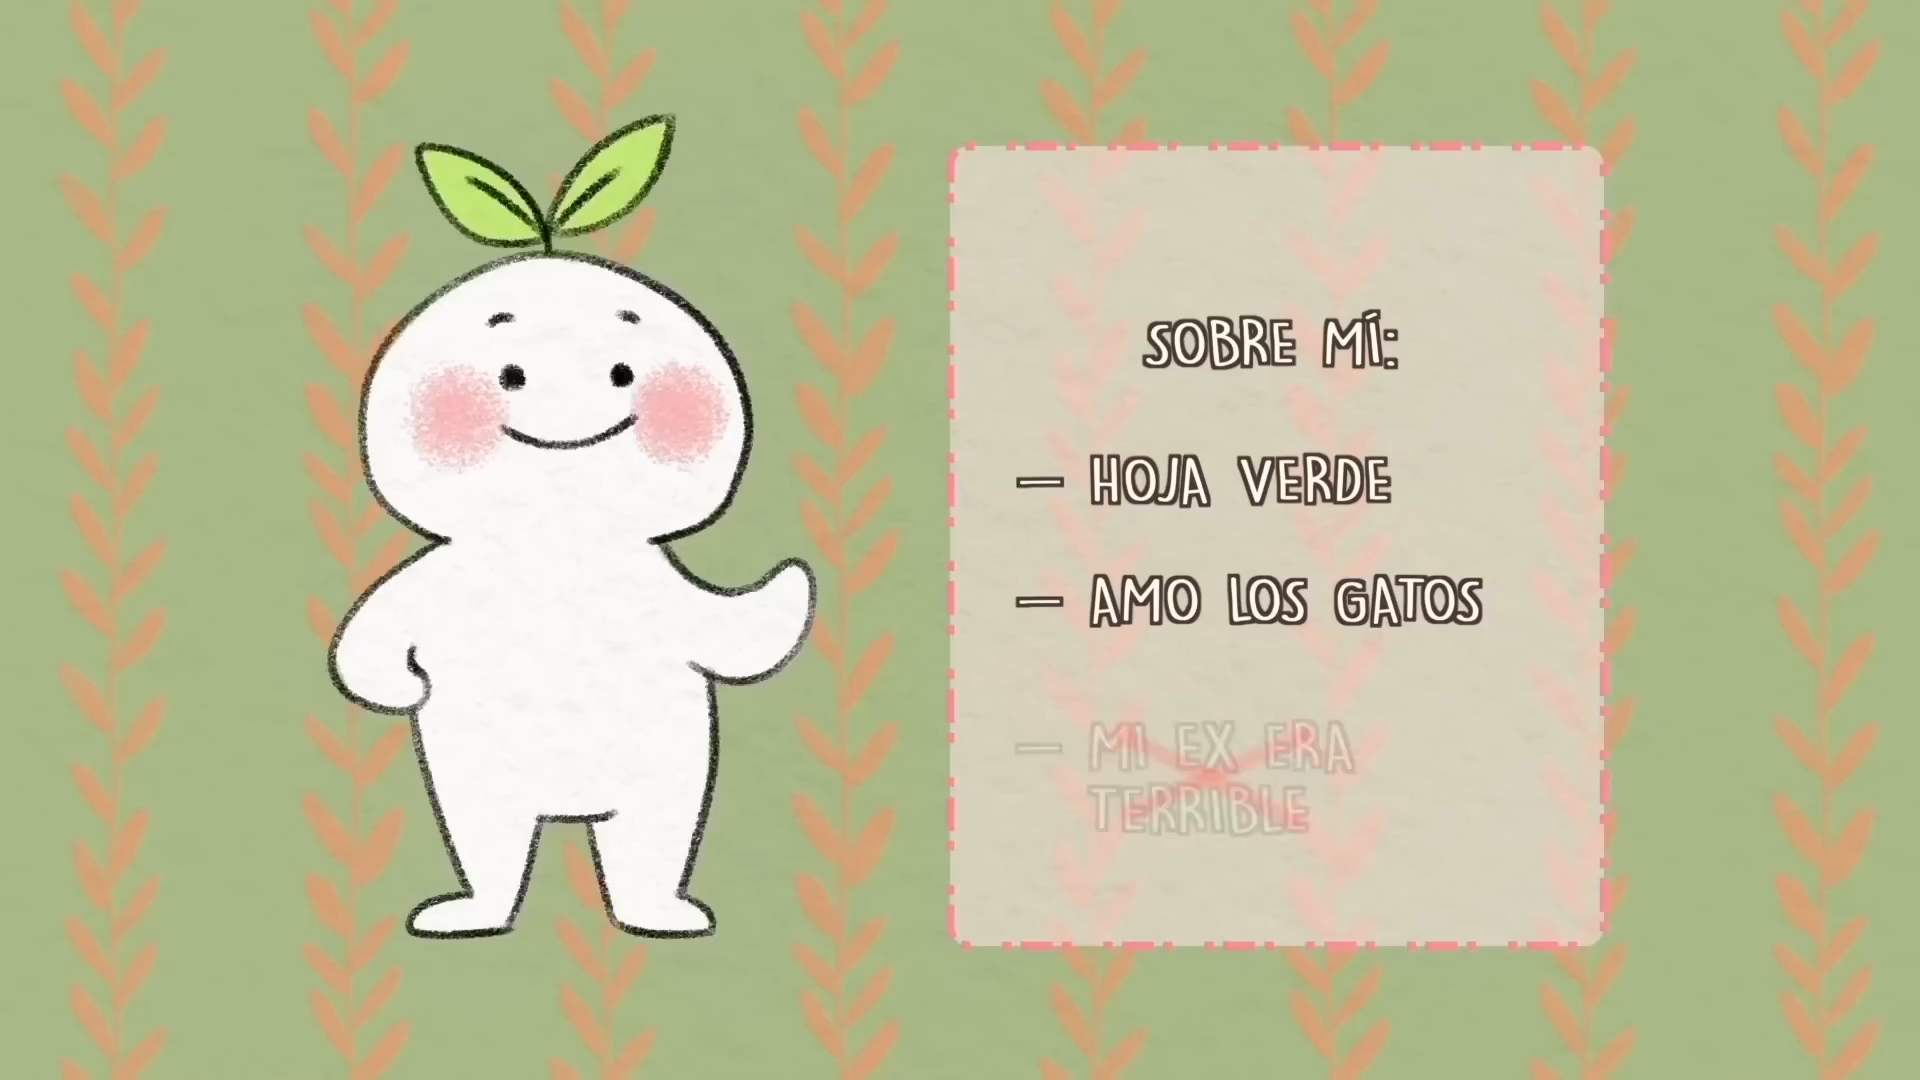 SOBRE MÍ:
— HOJA VERDE
— AMO LOS GATOS
— MI EX ERA
TERRIBLE